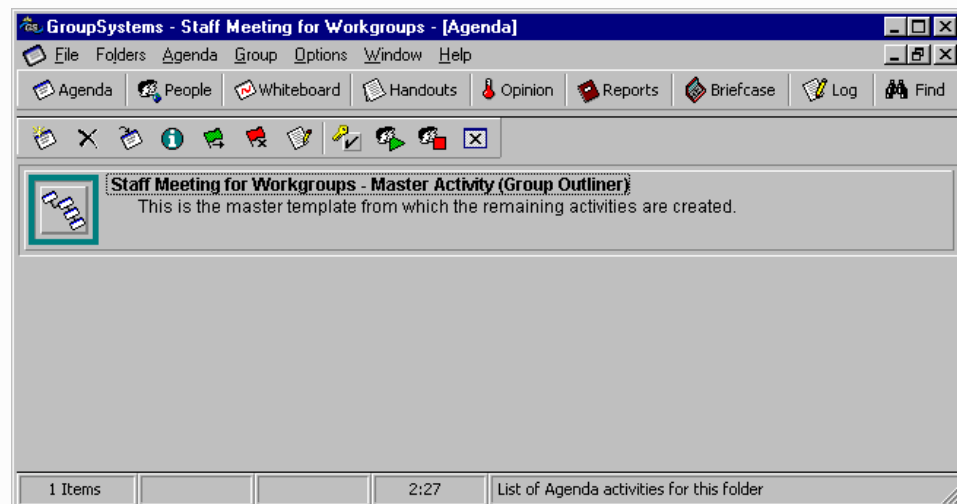 GroupSystems - Staff Meeting for Workgroups - [Agenda]
File Folders Agenda Group Options Window Help
Agenda People Whiteboard Handouts Opinion Reports Briefcase Log Find
Staff Meeting for Workgroups - Master Activity (Group Outliner)
This is the master template from which the remaining activities are created.
1 Items 2:27 List of Agenda activities for this folder